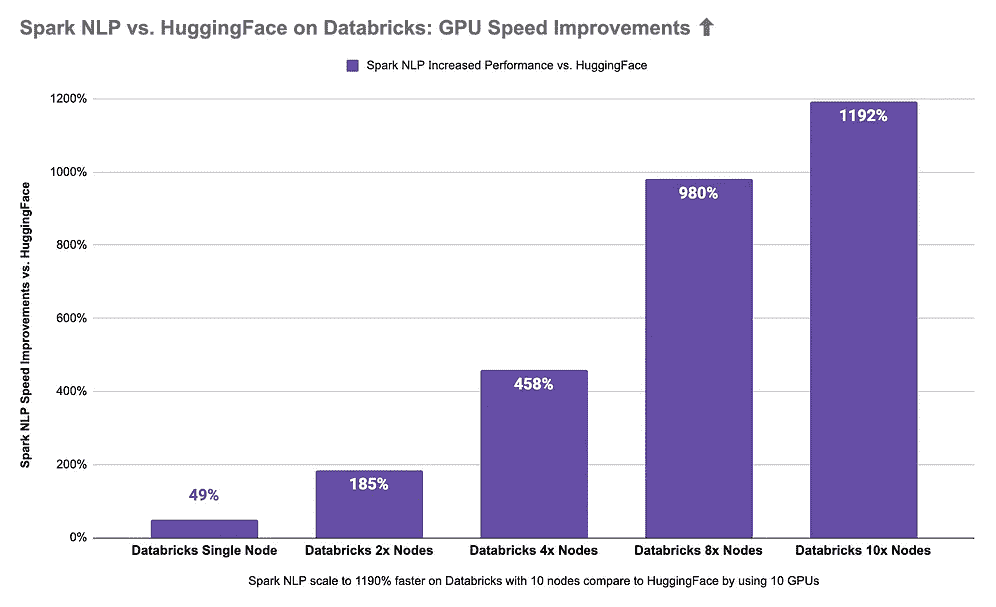 Spark NLP vs. HuggingFace on Databricks: GPU Speed Improvements ⬆
Spark NLP Increased Performance vs. HuggingFace
Spark NLP Speed Improvements vs. HuggingFace
1200%
1000%
800%
600%
400%
200%
0%
49%
185%
458%
980%
1192%
Databricks Single Node
Databricks 2x Nodes
Databricks 4x Nodes
Databricks 8x Nodes
Databricks 10x Nodes
Spark NLP scale to 1190% faster on Databricks with 10 nodes compare to HuggingFace by using 10 GPUs